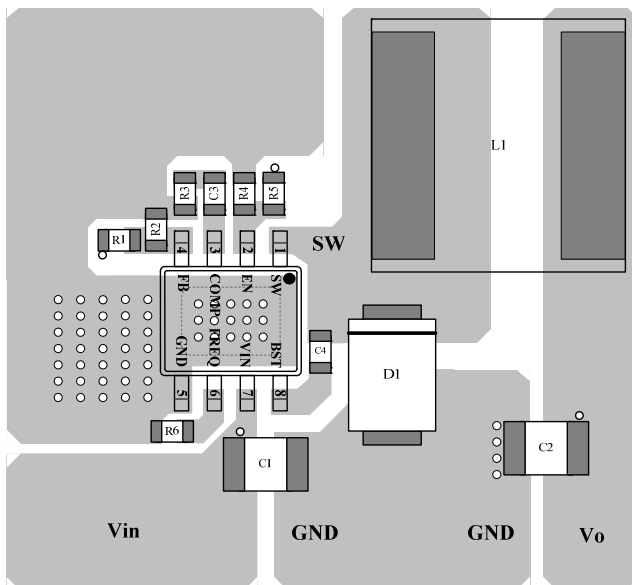 L1
R3
C3
R4
R5
R1
R2
SW
4
3
2
1
FB
COMP
EN
SW
GND
FREQ
VIN
BST
5
6
7
8
C4
D1
R6
C1
C2
Vin
GND
GND
Vo